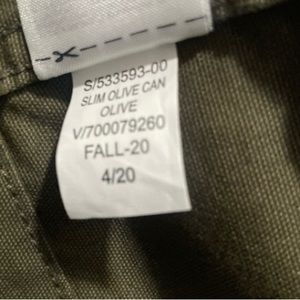 S/533593-00
SLIM OLIVE CAN
OLIVE
V/700079260
FALL-20
4/20